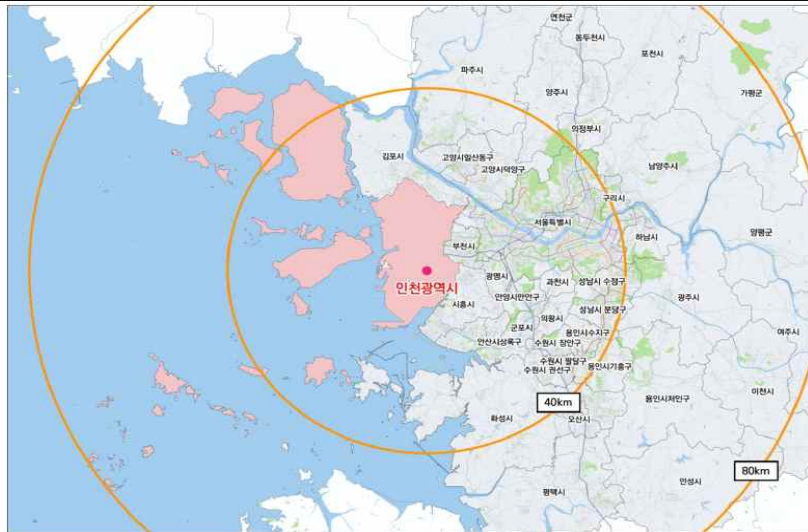 연천군
동두천시
포천시
파주시
양주시
가평군
의정부시
김포시
고양시일산동구
고양시덕양구
남양주시
구리시
서울특별시
양평군
하남시
부천시
광명시
과천시
성남시 수정구
인천광역시
안양시만안구
광주시
시흥시
성남시 분당구
의왕시
군포시
용인시수지구
여주시
안산시상록구
수원시 장안구
수원시 팔달구
수원시 권선구
용인시기흥구
이천시
40km
용인시처인구
화성시
오산시
80km
안성시
평택시